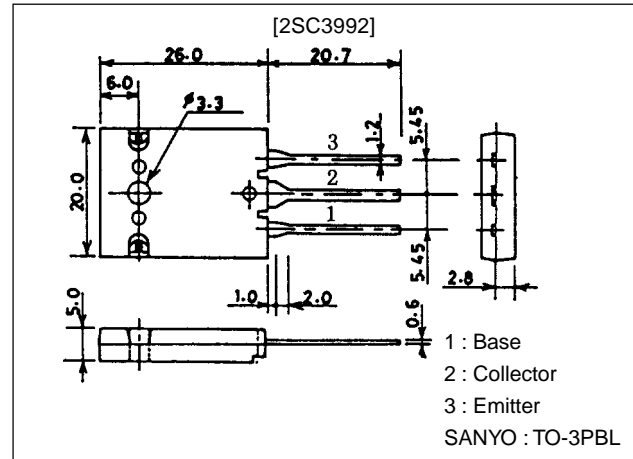 [2SC3992]
26.0
20.7
6.0
ø3.3
1.2
5.45
3
2
1
20.0
5.45
2.8
1.0
2.0
5.0
0.6
1 : Base
2 : Collector
3 : Emitter
SANYO : TO-3PBL